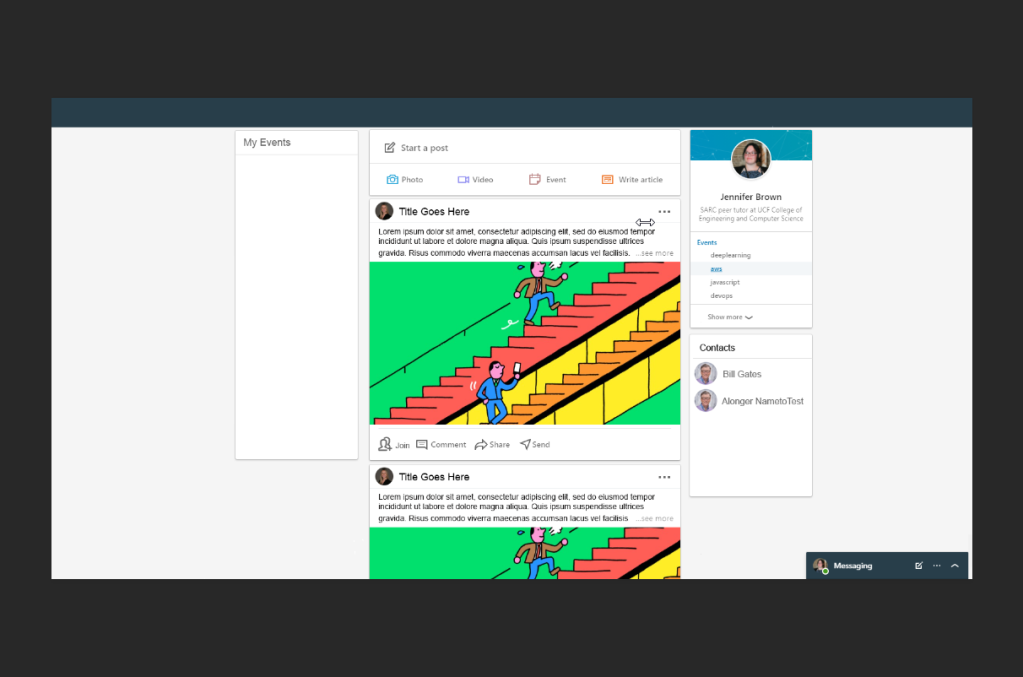 My Events
Start a post
Photo
Video
Event
Write article
Title Goes Here
Lorem ipsum dolor sit amet, consectetur adipiscing elit, sed do eiusmod tempor
incididunt ut labore et dolore magna aliqua. Quis ipsum suspendisse ultrices
gravida. Risus commodo viverra maecenas accumsan lacus vel facilisis. ...see more
Join
Comment
Share
Send
Title Goes Here
Lorem ipsum dolor sit amet, consectetur adipiscing elit, sed do eiusmod tempor
incididunt ut labore et dolore magna aliqua. Quis ipsum suspendisse ultrices
gravida. Risus commodo viverra maecenas accumsan lacus vel facilisis ...see more
Jennifer Brown
SARC peer tutor at UCF College of
Engineering and Computer Science
Events
deeplearning
aws
javascript
devops
Show more
Contacts
Bill Gates
Alonger NametoTest
Messaging